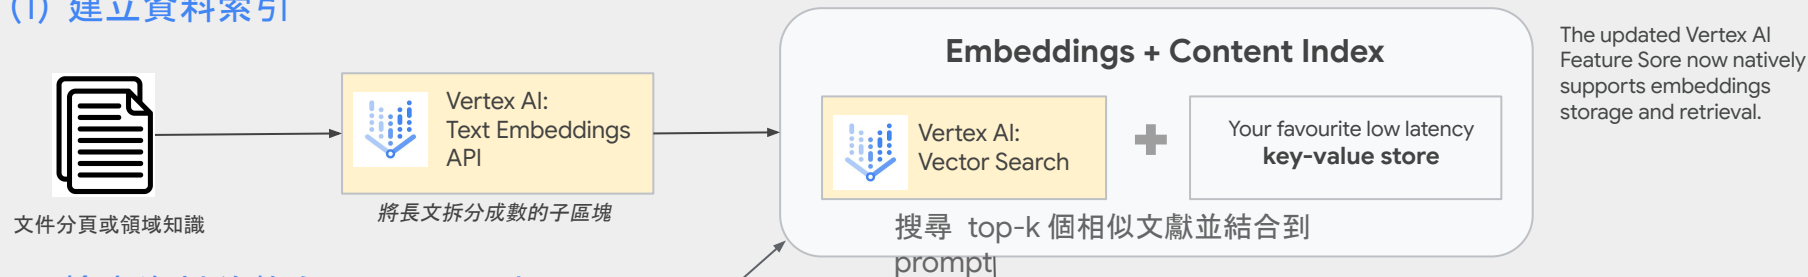 (1) 建立資料索引
Embeddings + Content Index
The updated Vertex AI
Feature Sore now natively
supports embeddings
storage and retrieval.
Vertex AI:
Text Embeddings
API
Vertex AI:
Vector Search
Your favourite low latency
key-value store
文件分頁或領域知識
將長文拆分成數的子區塊
搜尋 top-k 個相似文獻並結合到
prompt